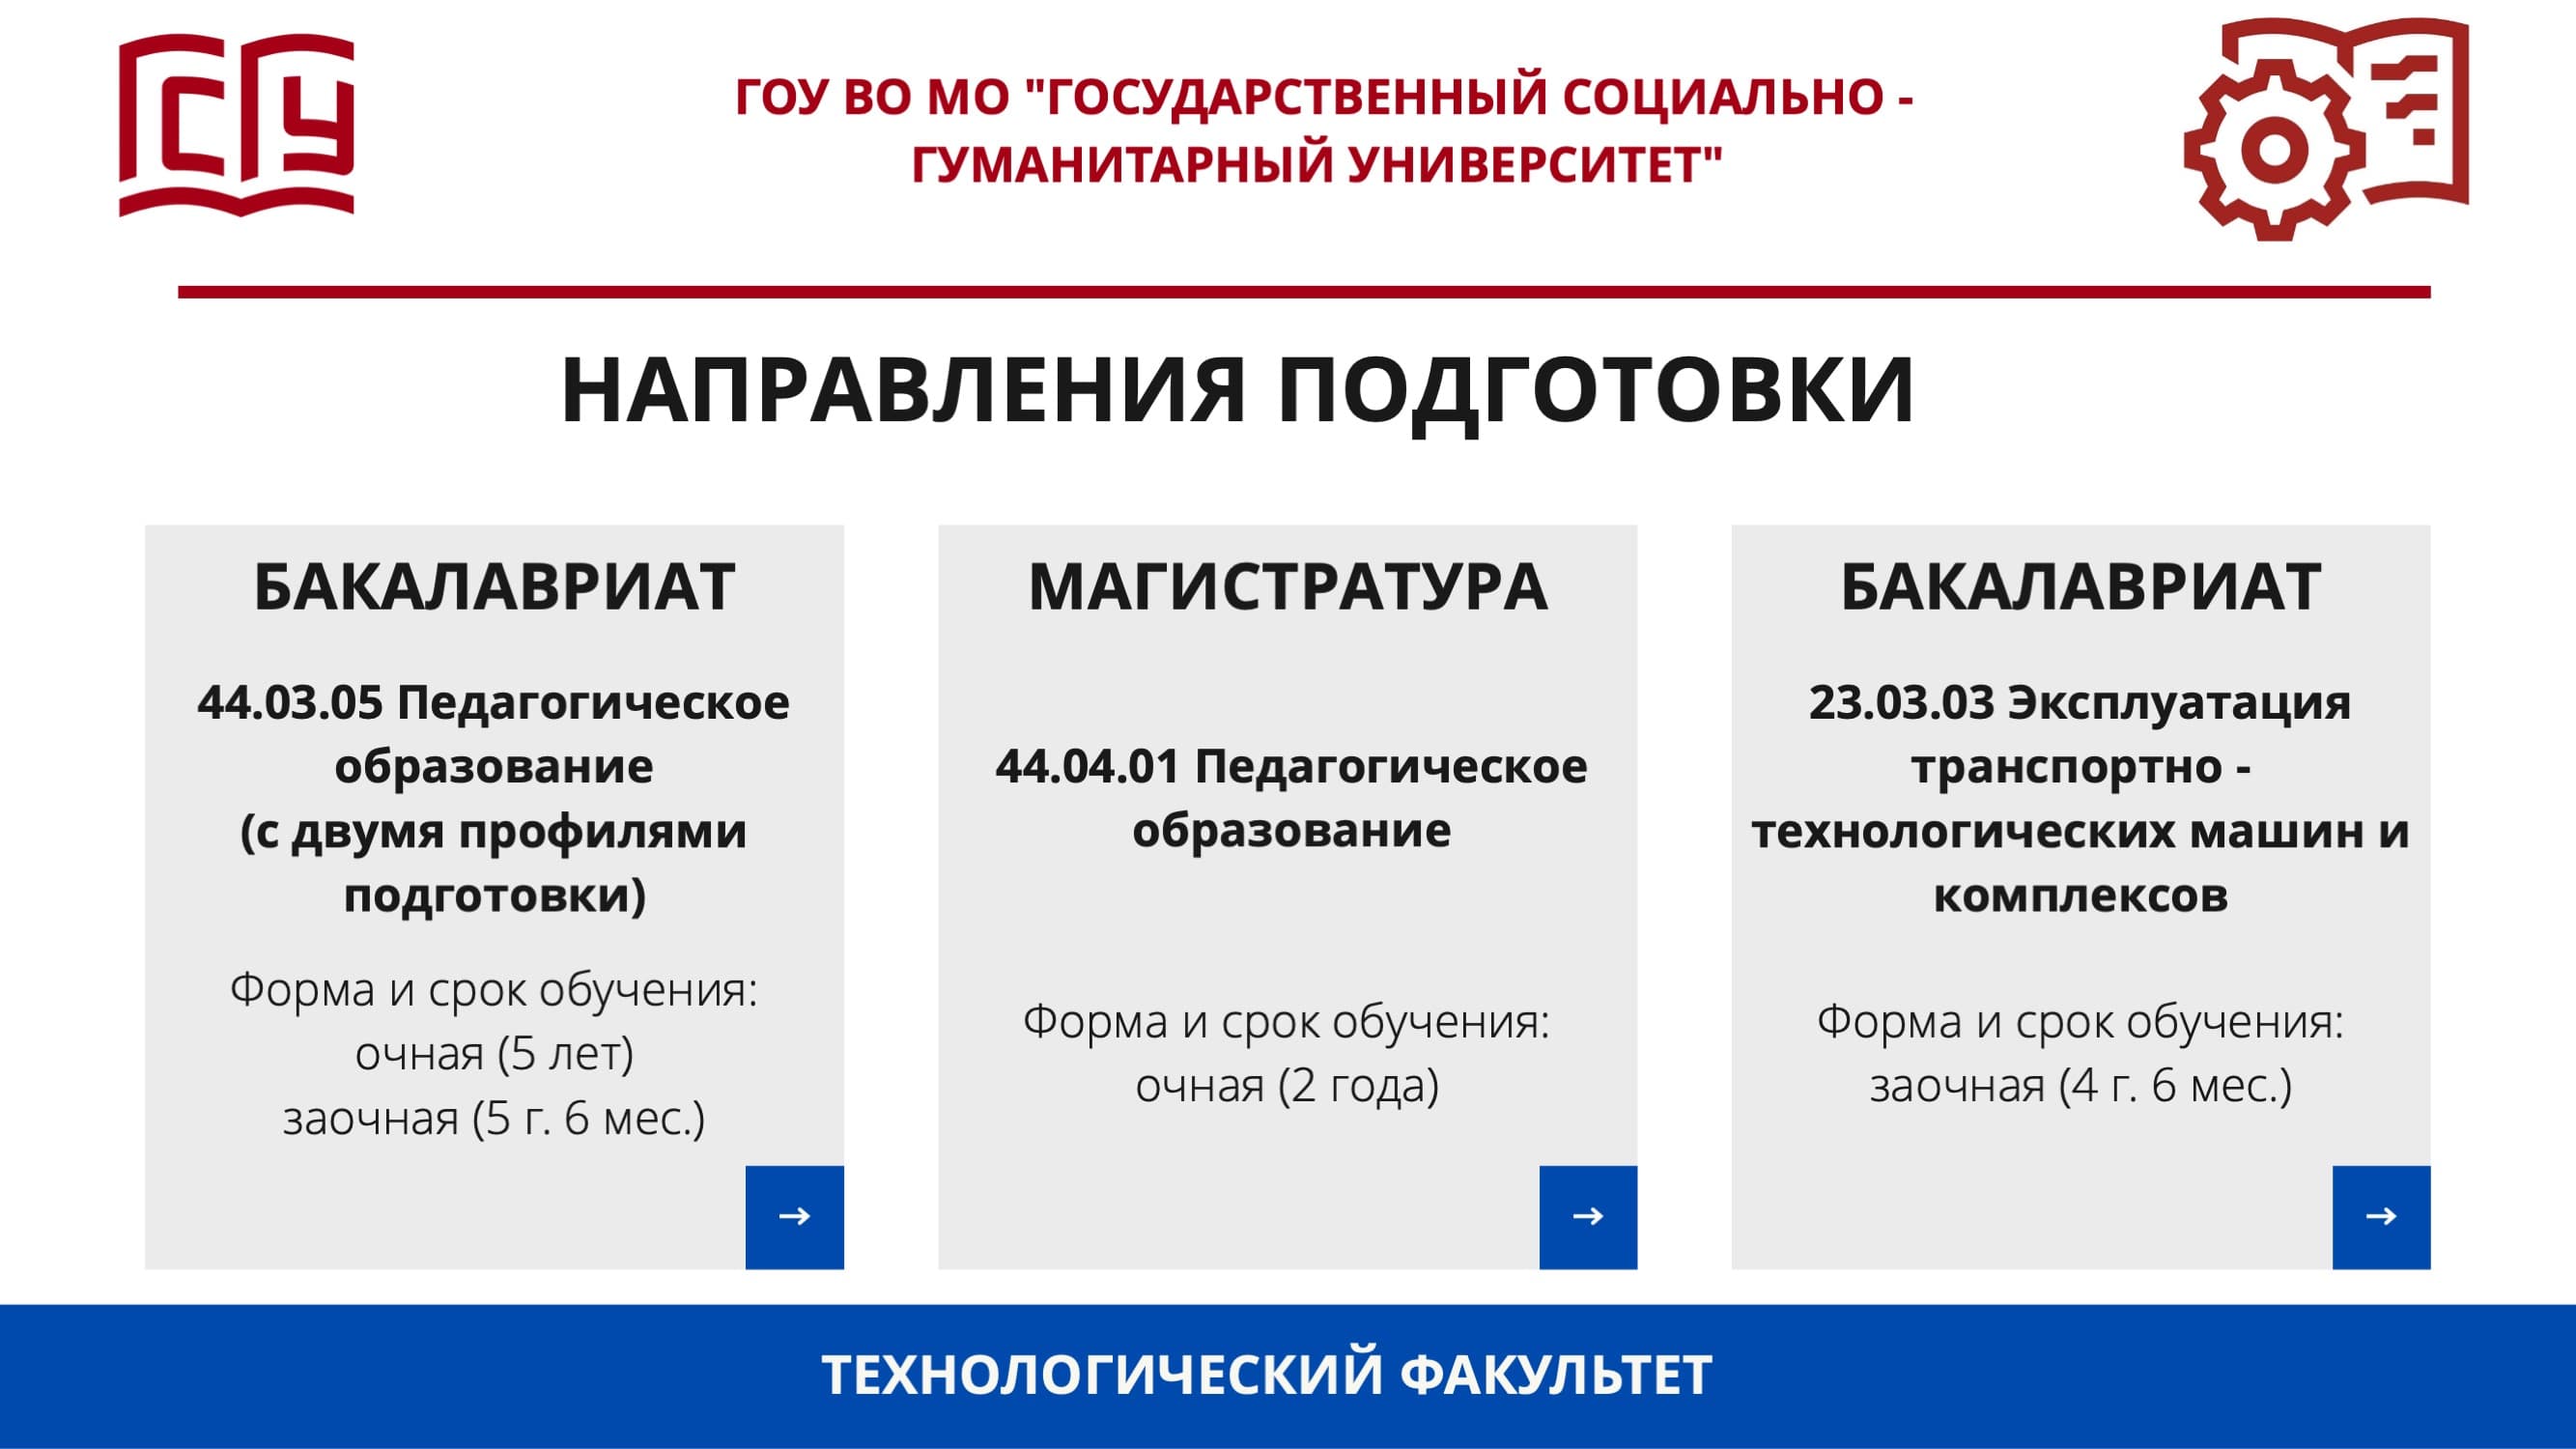 ГСУ
ГОУ ВО МО "ГОСУДАРСТВЕННЫЙ СОЦИАЛЬНО -
ГУМАНИТАРНЫЙ УНИВЕРСИТЕТ"
НАПРАВЛЕНИЯ ПОДГОТОВКИ
БАКАЛАВРИАТ
44.03.05 Педагогическое
образование
(с двумя профилями
подготовки)
Форма и срок обучения:
очная (5 лет)
заочная (5 г. 6 мес.)
МАГИСТРАТУРА
44.04.01 Педагогическое
образование
Форма и срок обучения:
очная (2 года)
БАКАЛАВРИАТ
23.03.03 Эксплуатация
транспортно -
технологических машин и
комплексов
Форма и срок обучения:
заочная (4 г. 6 мес.)
ТЕХНОЛОГИЧЕСКИЙ ФАКУЛЬТЕТ